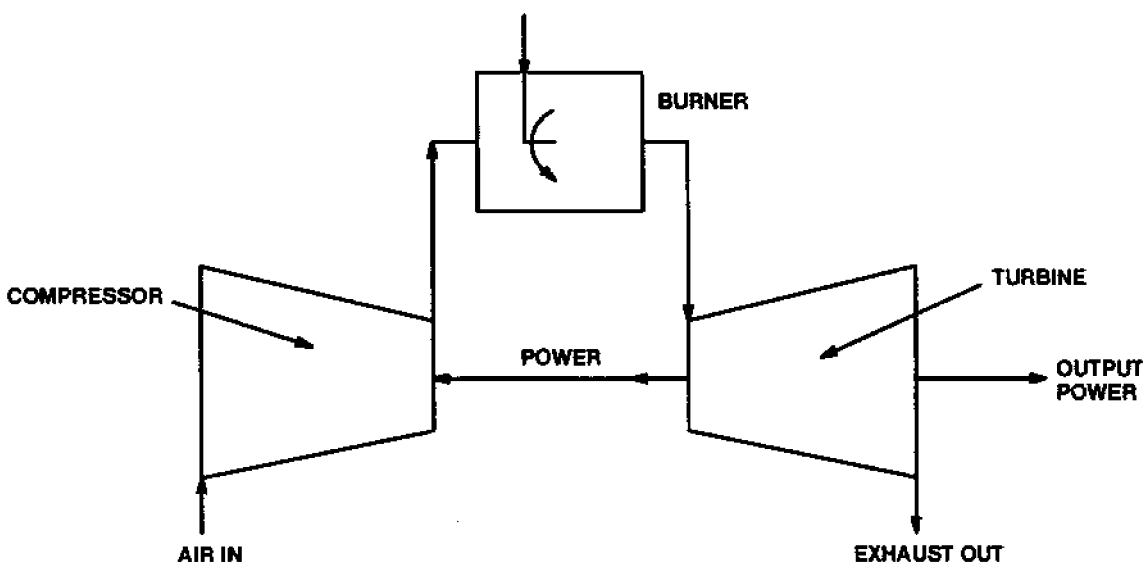 BURNER
COMPRESSOR
TURBINE
POWER
OUTPUT
POWER
AIR IN
EXHAUST OUT